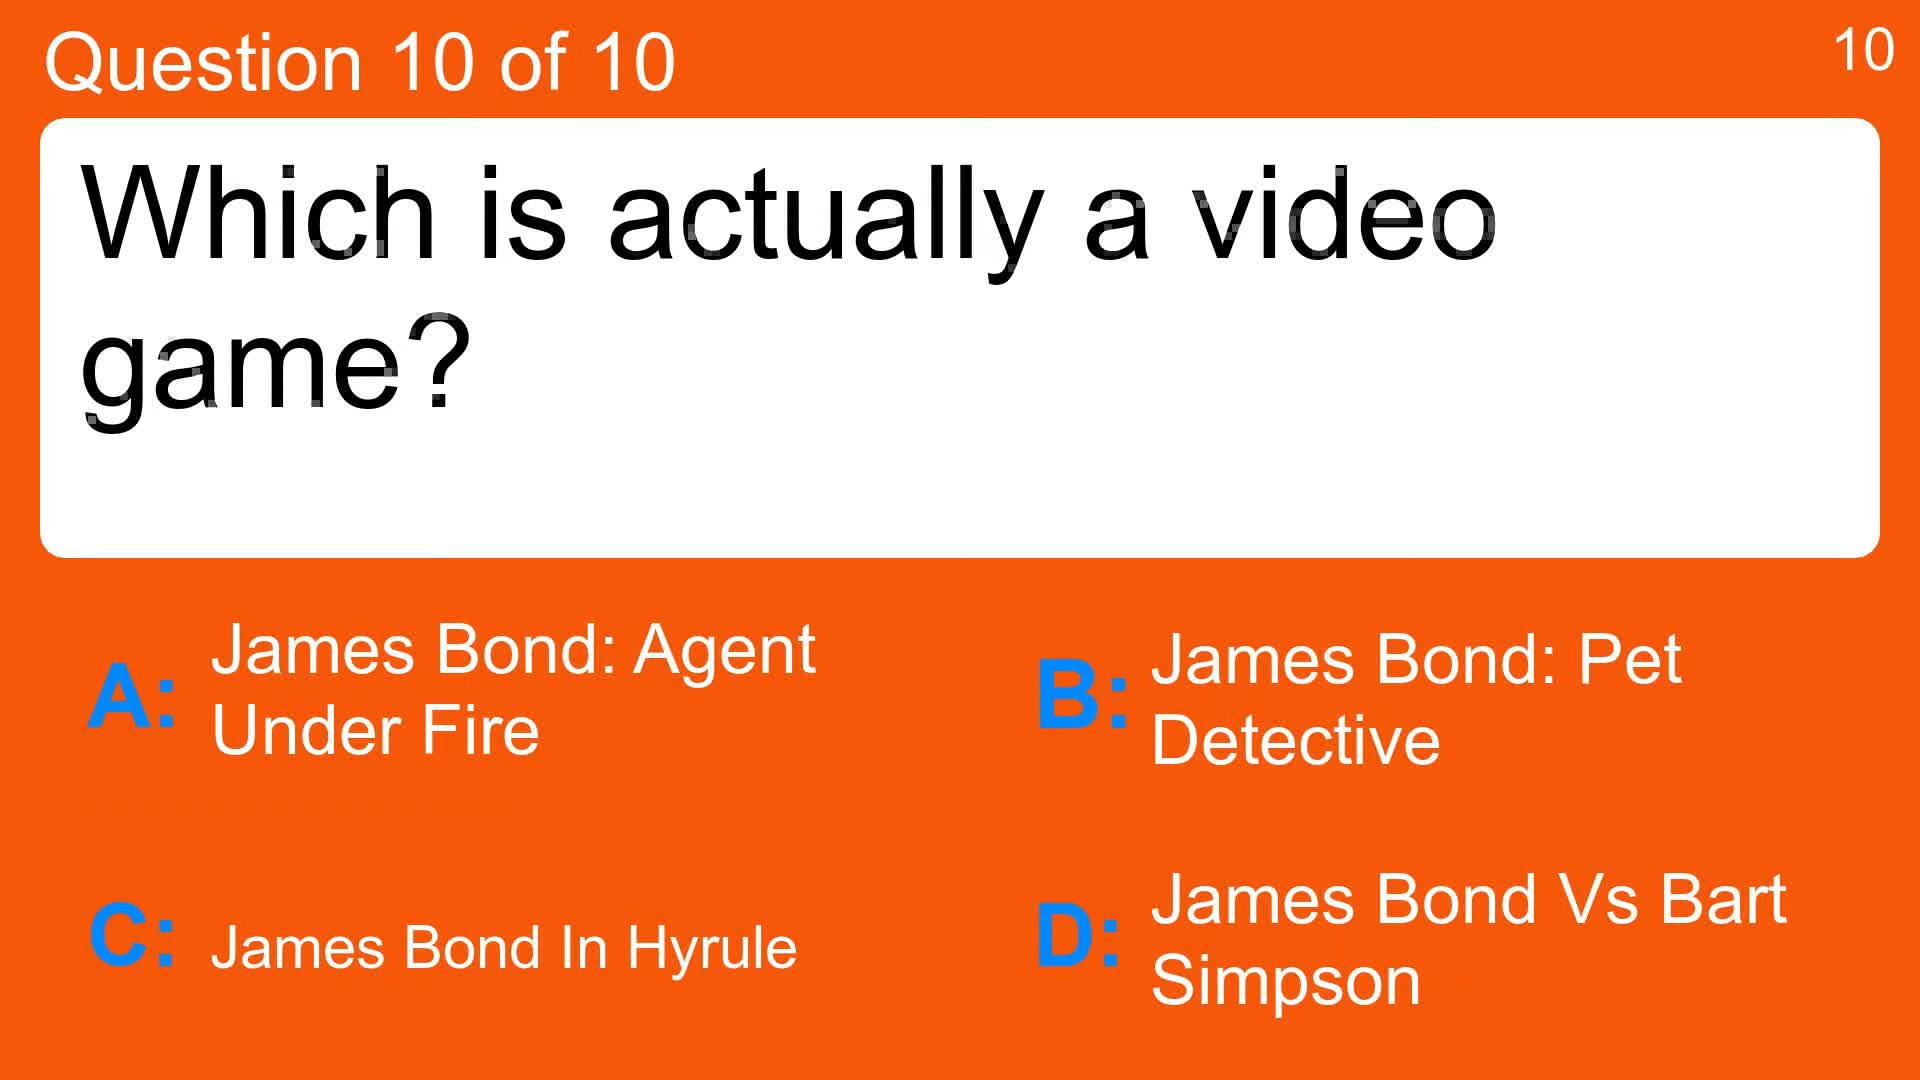 Question 10 of 10
10
Which is actually a video
game?
A: James Bond: Agent
Under Fire
B: James Bond: Pet
Detective
C: James Bond In Hyrule
D: James Bond Vs Bart
Simpson